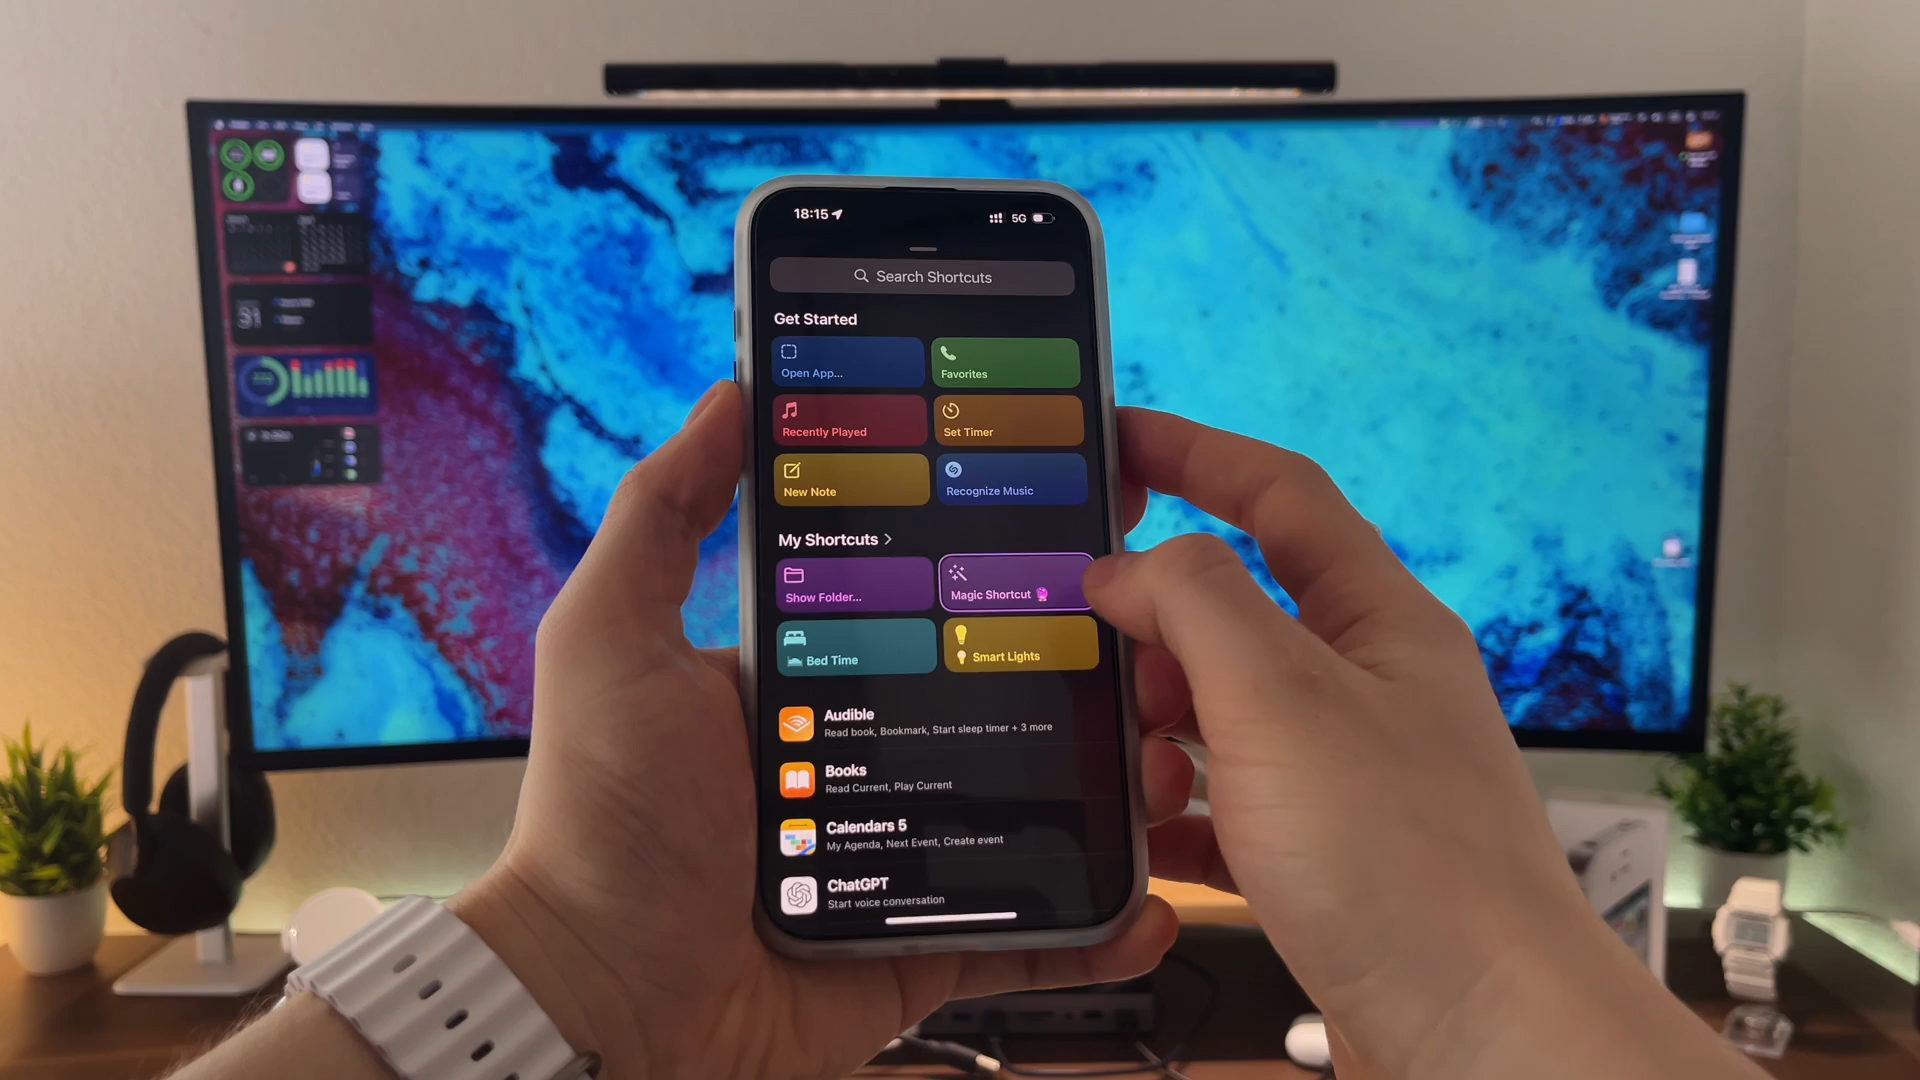 18:15
5G
Search Shortcuts
Get Started
Open App...
Favorites
Recently Played
Set Timer
New Note
Recognize Music
My Shortcuts >
Show Folder...
Magic Shortcut 🔮
🛌 Bed Time
💡 Smart Lights
Audible
Read book, Bookmark, Start sleep timer + 3 more
Books
Read Current, Play Current
Calendars 5
My Agenda, Next Event, Create event
ChatGPT
Start voice conversation
31